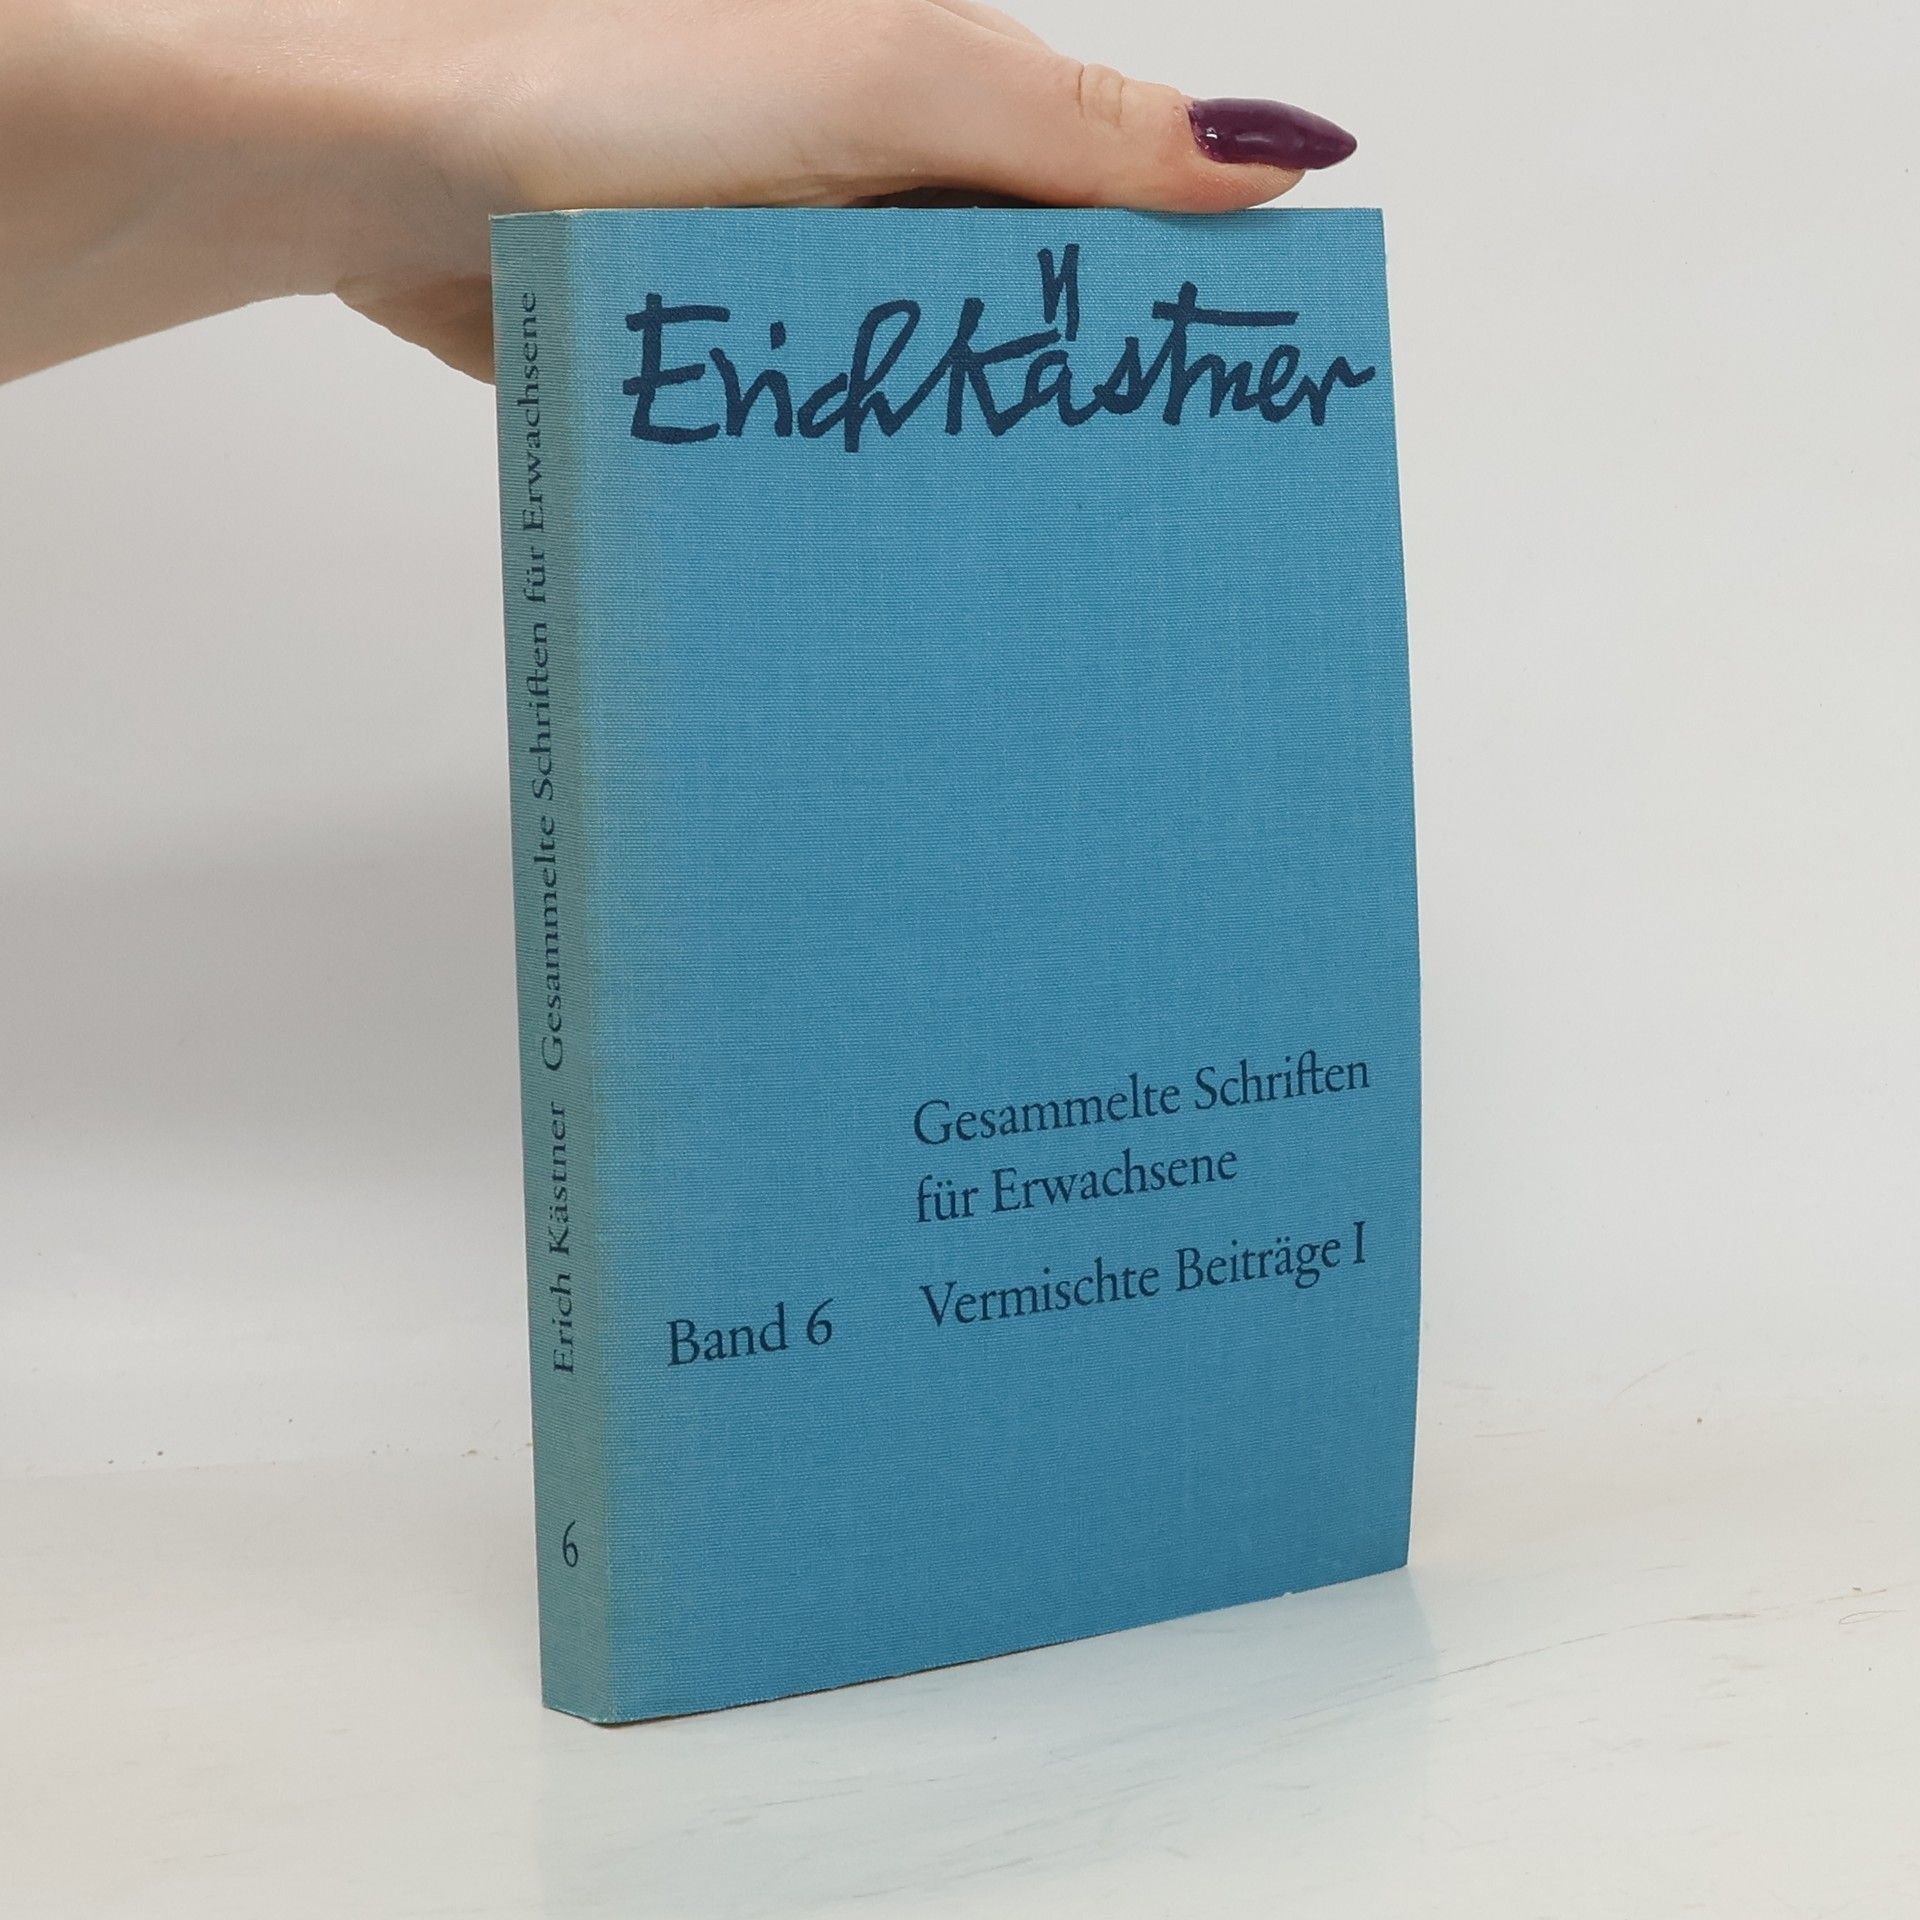 Erich Kästner
Gesammelte Schriften
für Erwachsene
Band 6
Vermischte Beiträge I
Erich Kästner Gesammelte Schriften für Erwachsene
6